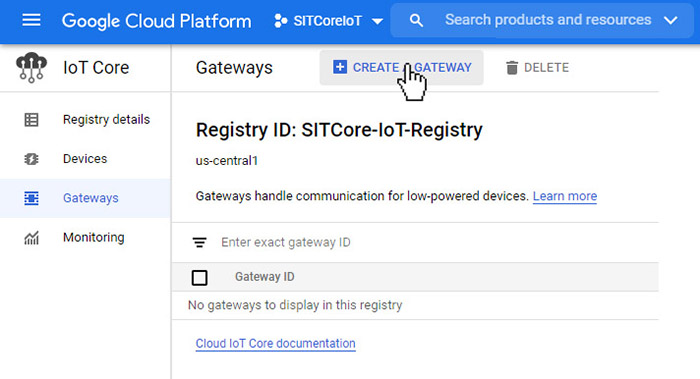 Google Cloud Platform
SITCoreIoT
Search products and resources
IoT Core
Gateways
CREATE A GATEWAY
DELETE
Registry details
Devices
Gateways
Monitoring
Registry ID: SITCore-IoT-Registry
us-central1
Gateways handle communication for low-powered devices. Learn more
Enter exact gateway ID
Gateway ID
No gateways to display in this registry
Cloud IoT Core documentation